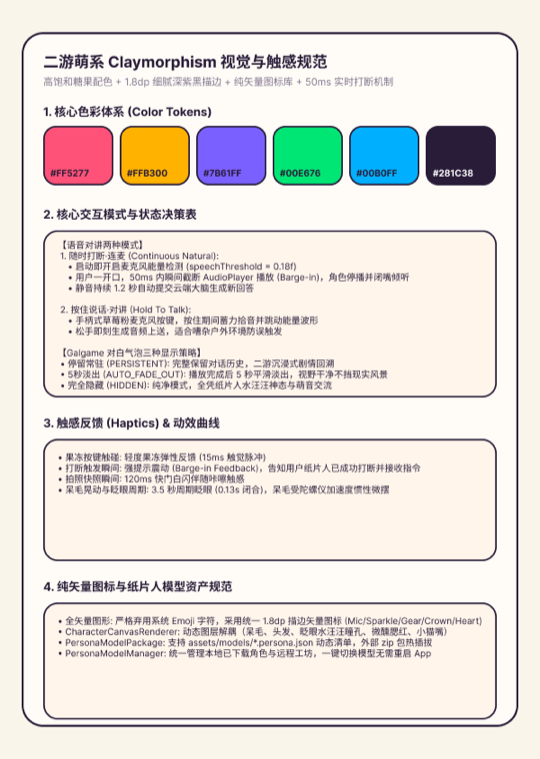 二游萌系 Claymorphism 视觉与触感规范
高饱和糖果配色 + 1.8dp 细腻深紫黑描边 + 纯矢量图标库 + 50ms 实时打断机制
1. 核心色彩体系 (Color Tokens)
#FF5277
#FFB300
#7B61FF
#00E676
#00B0FF
#281C38
2. 核心交互模式与状态决策表
【语音对讲两种模式】
1. 随时打断·连麦 (Continuous Natural):
• 启动即开启麦克风能量检测 (speechThreshold = 0.18f)
• 用户一开口，50ms 内瞬间截断 AudioPlayer 播放 (Barge-in)，角色停播并闭嘴倾听
• 静音持续 1.2 秒自动提交云端大脑生成新回答
2. 按住说话·对讲 (Hold To Talk):
• 手柄式草莓粉麦克风按键，按住期间蓄力拾音并跳动能量波形
• 松手即刻生成音频上送，适合嘈杂户外环境防误触发
【Galgame 对白气泡三种显示策略】
• 停留常驻 (PERSISTENT): 完整保留对话历史，二游沉浸式剧情回溯
• 5秒淡出 (AUTO_FADE_OUT): 播放完成后 5 秒平滑淡出，视野干净不挡现实风景
• 完全隐藏 (HIDDEN): 纯净模式，全凭纸片人水汪汪神态与萌音交流
3. 触感反馈 (Haptics) & 动效曲线
• 果冻按键触碰: 轻度果冻弹性反馈 (15ms 触觉脉冲)
• 打断触发瞬间: 强提示震动 (Barge-in Feedback)，告知用户纸片人已成功打断并接收指令
• 拍照快照瞬间: 120ms 快门白闪伴随咔嚓触感
• 呆毛晃动与眨眼周期: 3.5 秒周期眨眼 (0.13s 闭合)，呆毛受陀螺仪加速度惯性微摆
4. 纯矢量图标与纸片人模型资产规范
• 全矢量图形: 严格弃用系统 Emoji 字符，采用统一 1.8dp 描边矢量图标 (Mic/Sparkle/Gear/Crown/Heart)
• CharacterCanvasRenderer: 动态图层解耦（呆毛、头发、眨眼水汪汪瞳孔、微醺腮红、小猫嘴）
• PersonaModelPackage: 支持 assets/models/*.persona.json 动态清单，外部 zip 包热插拔
• PersonaModelManager: 统一管理本地已下载角色与远程工坊，一键切换模型无需重启 App